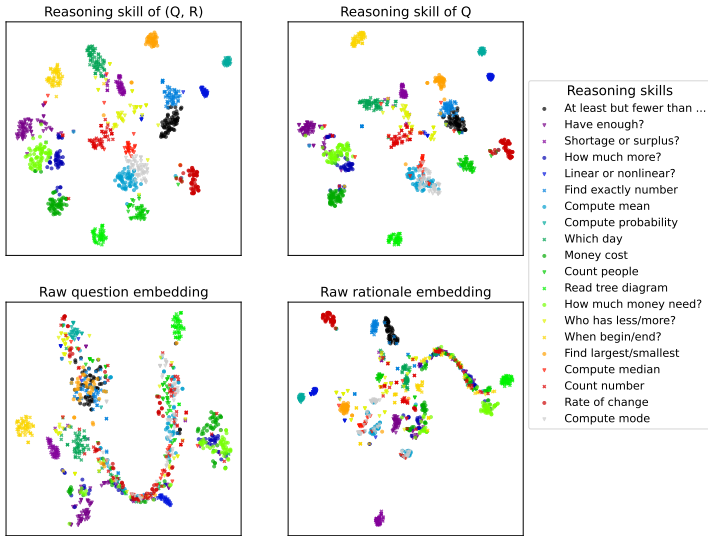 Reasoning skill of (Q, R)
Reasoning skill of Q
Reasoning skills
At least but fewer than ...
Have enough?
Shortage or surplus?
How much more?
Linear or nonlinear?
Find exactly number
Compute mean
Compute probability
Which day
Money cost
Count people
Read tree diagram
How much money need?
Who has less/more?
When begin/end?
Find largest/smallest
Compute median
Count number
Rate of change
Compute mode
Raw question embedding
Raw rationale embedding